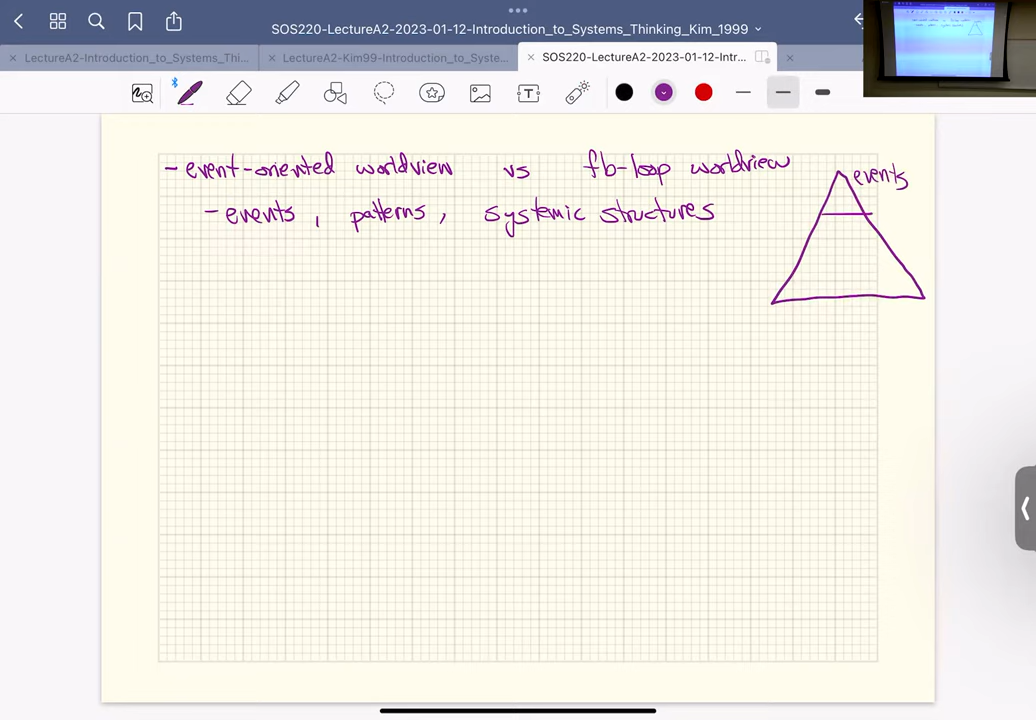 SOS220-LectureA2-2023-01-12-Introduction_to_Systems_Thinking_Kim_1999
LectureA2-Introduction_to_Systems_Thi...
LectureA2-Kim99-Introduction_to_Syste...
SOS220-LectureA2-2023-01-12-Intr...
- event-oriented worldview vs fb-loop worldview
events
- events, patterns, systemic structures